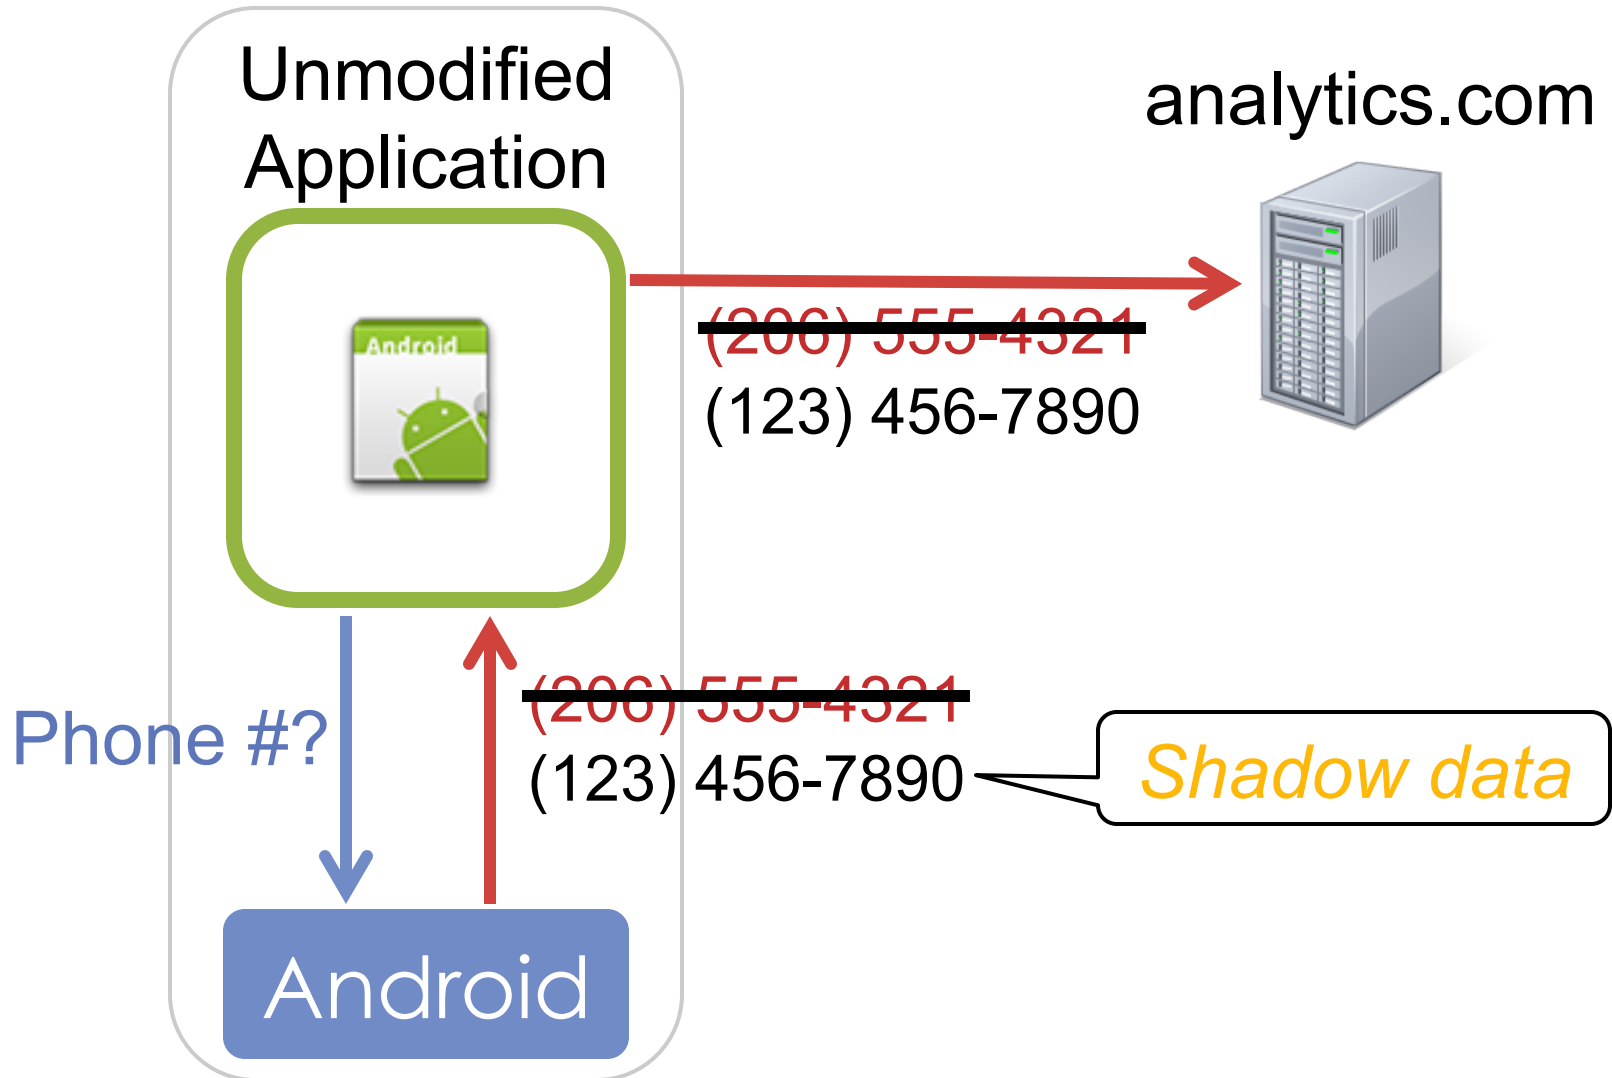 Unmodified
Application
analytics.com
Android
(206) 555-4321
(123) 456-7890
Phone #?
(206) 555-4321
(123) 456-7890
Shadow data
Android